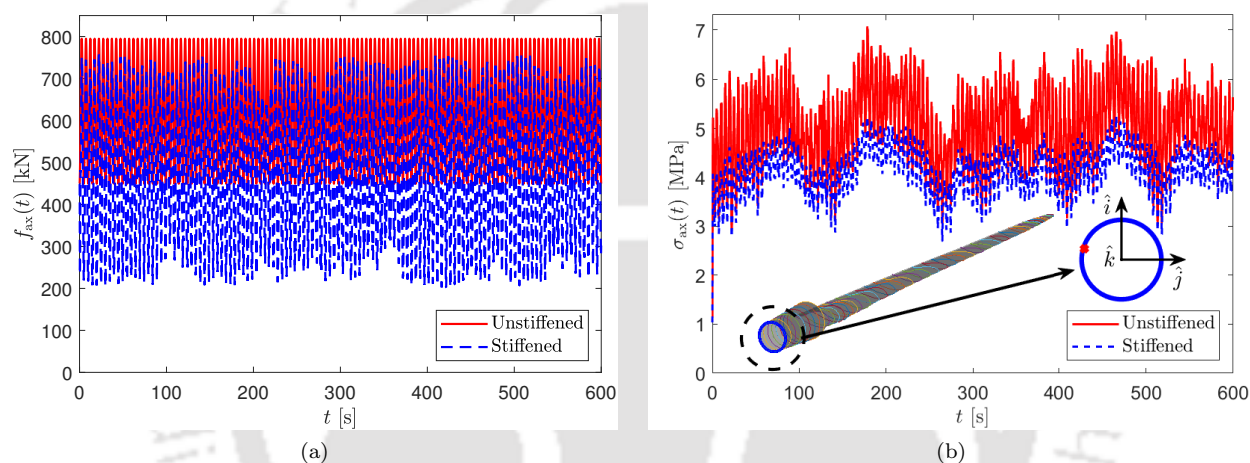 800
700
600
500
400
300
200
100
0
f_ax(t) [kN]
0 100 200 300 400 500 600
t [s]
Unstiffened
Stiffened
(a)
7
6
5
4
3
2
1
0
σ_ax(t) [MPa]
0 100 200 300 400 500 600
t [s]
î
k̂
ĵ
Unstiffened
Stiffened
(b)